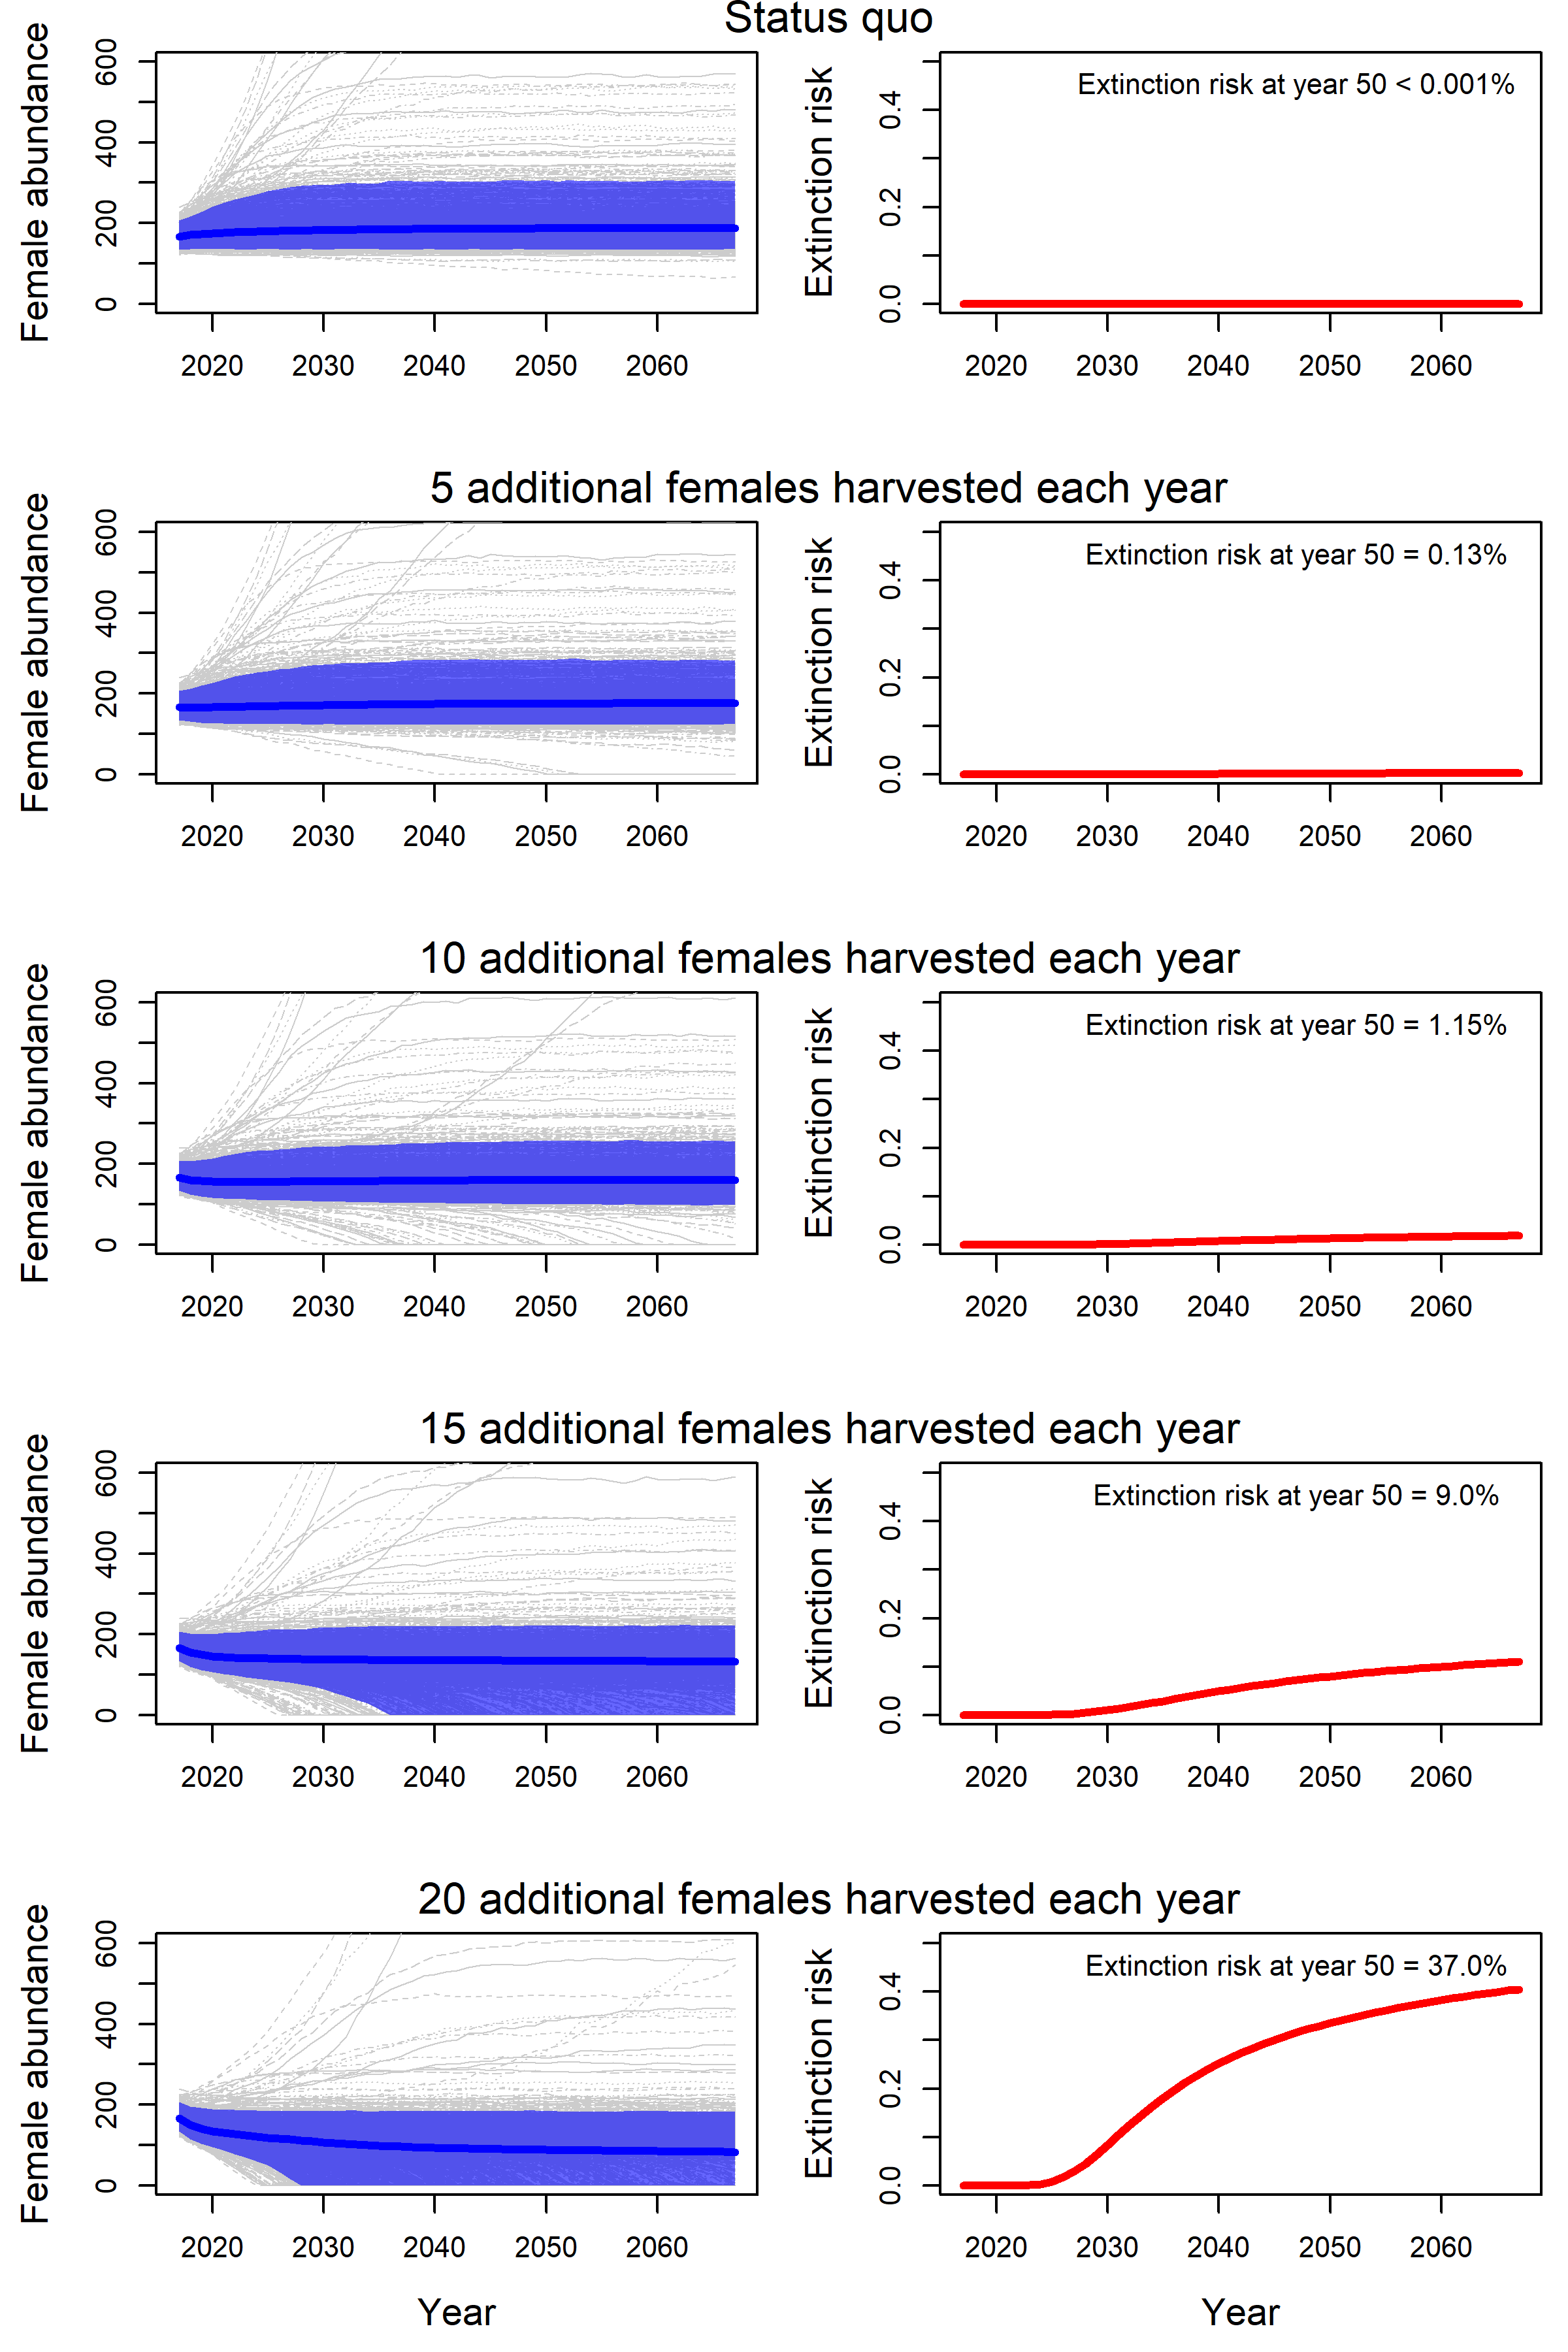 Status quo
Female abundance
0 200 400 600
2020 2030 2040 2050 2060
Extinction risk
0.0 0.2 0.4
Extinction risk at year 50 < 0.001%
2020 2030 2040 2050 2060
5 additional females harvested each year
Female abundance
0 200 400 600
2020 2030 2040 2050 2060
Extinction risk
0.0 0.2 0.4
Extinction risk at year 50 = 0.13%
2020 2030 2040 2050 2060
10 additional females harvested each year
Female abundance
0 200 400 600
2020 2030 2040 2050 2060
Extinction risk
0.0 0.2 0.4
Extinction risk at year 50 = 1.15%
2020 2030 2040 2050 2060
15 additional females harvested each year
Female abundance
0 200 400 600
2020 2030 2040 2050 2060
Extinction risk
0.0 0.2 0.4
Extinction risk at year 50 = 9.0%
2020 2030 2040 2050 2060
20 additional females harvested each year
Female abundance
0 200 400 600
2020 2030 2040 2050 2060
Year
Extinction risk
0.0 0.2 0.4
Extinction risk at year 50 = 37.0%
2020 2030 2040 2050 2060
Year